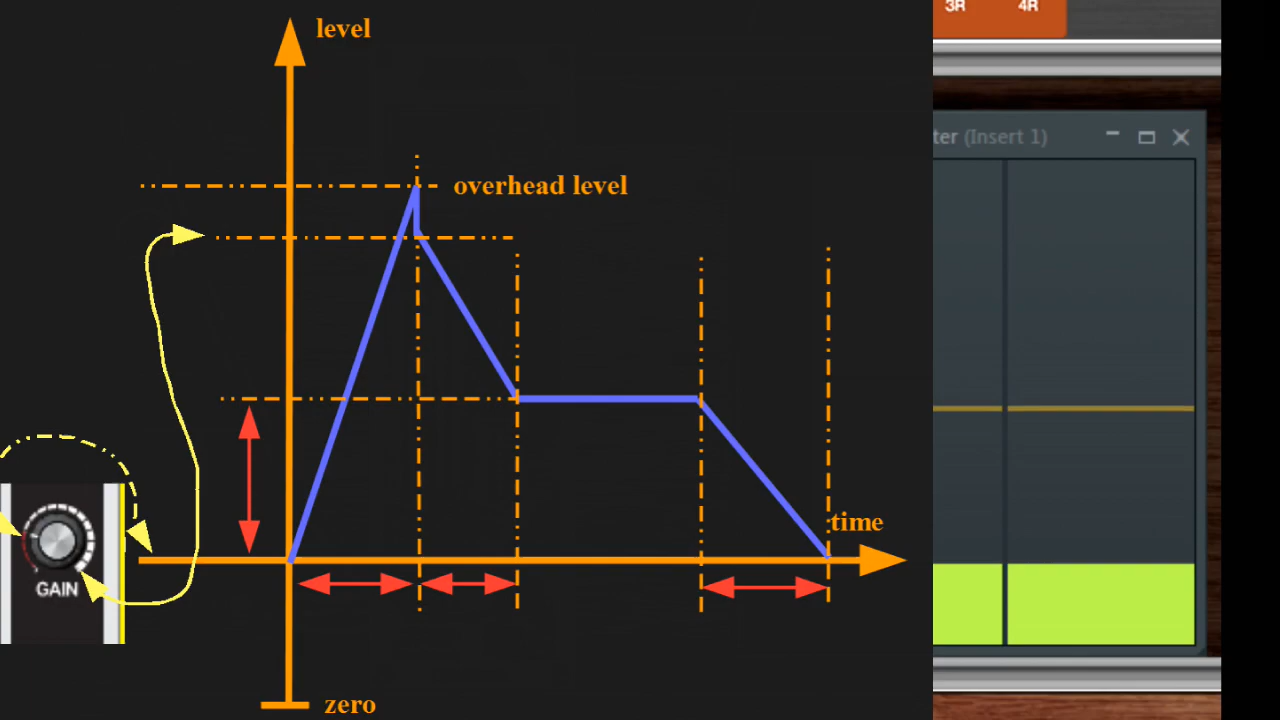 level
3R 4R
ter (Insert 1)
overhead level
time
GAIN
zero